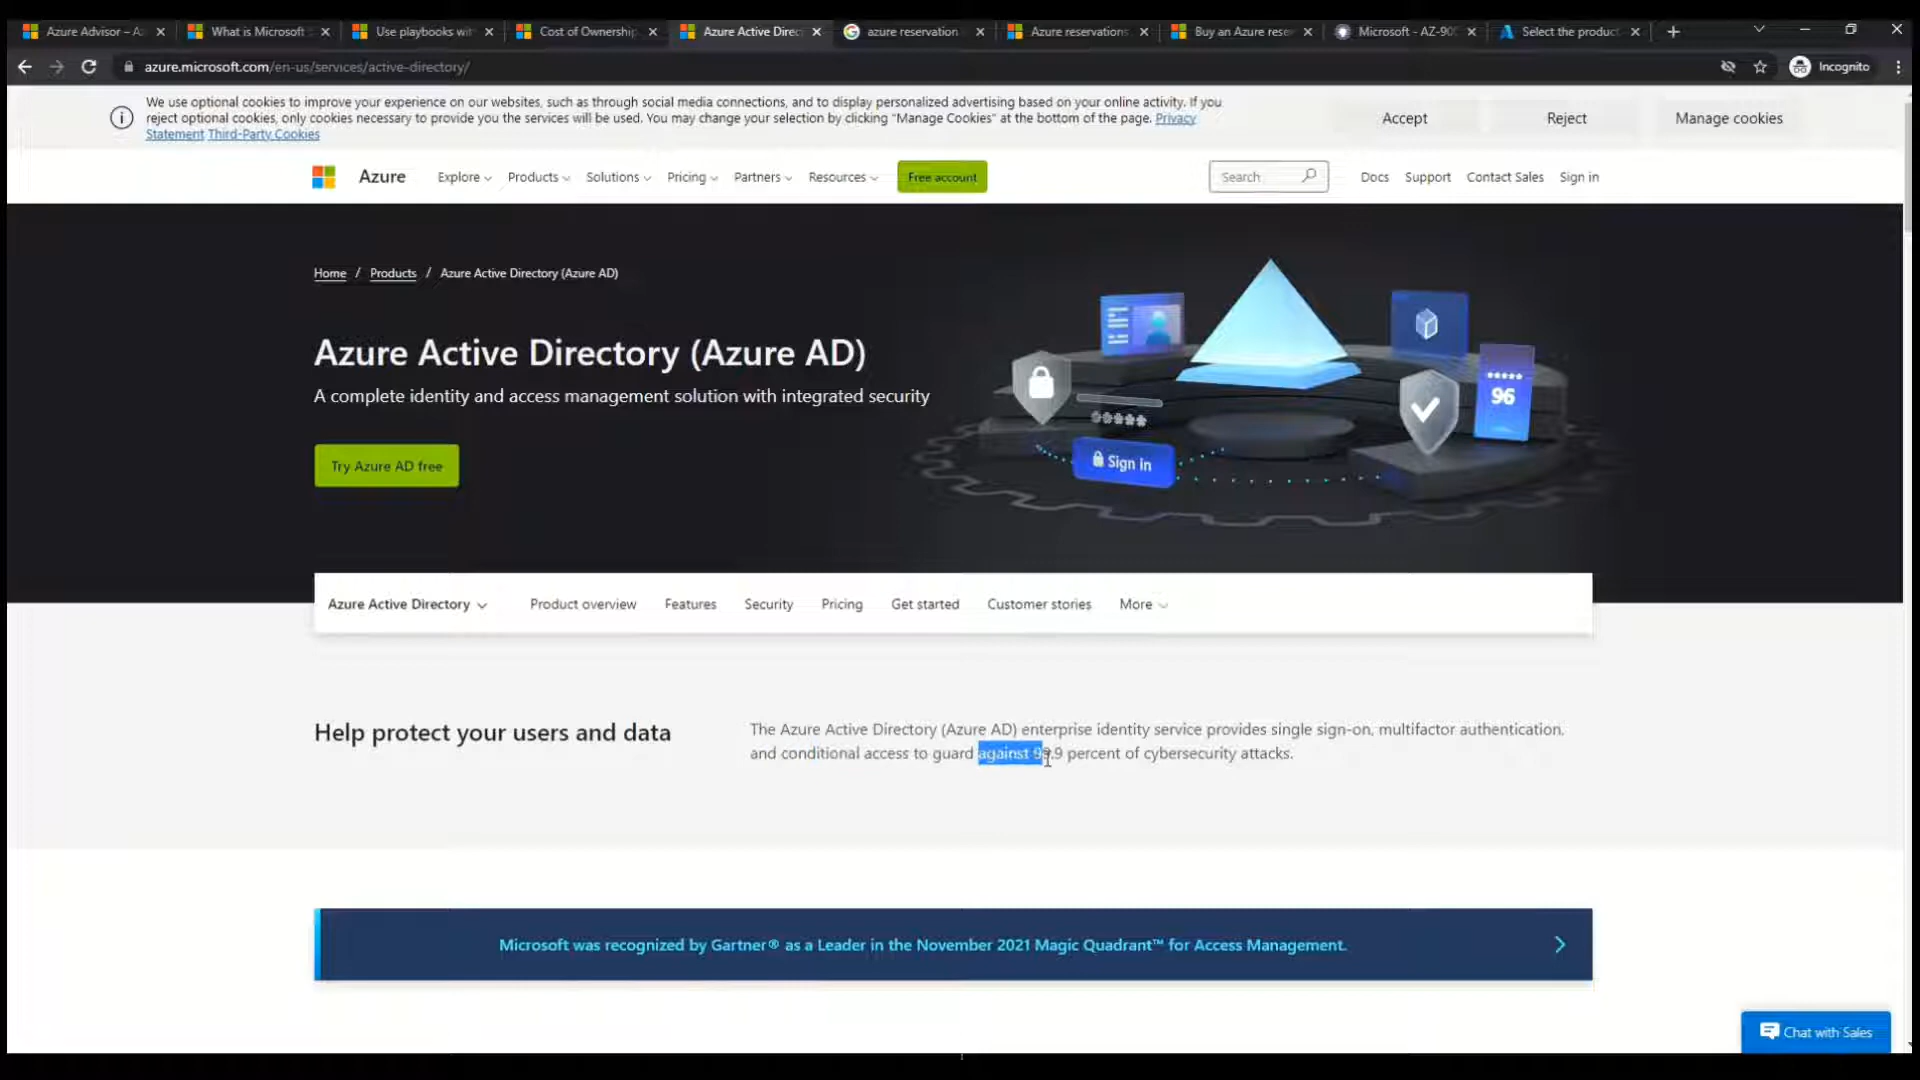 Azure Advisor – A
What is Microsoft
Use playbooks wit
Cost of Ownership
Azure Active Direc
azure reservation
Azure reservations
Buy an Azure rese
Microsoft - AZ-90
Select the product
azure.microsoft.com/en-us/services/active-directory/
Incognito
We use optional cookies to improve your experience on our websites, such as through social media connections, and to display personalized advertising based on your online activity. If you
reject optional cookies, only cookies necessary to provide you the services will be used. You may change your selection by clicking "Manage Cookies" at the bottom of the page. Privacy
Statement Third-Party Cookies
Accept
Reject
Manage cookies
Azure
Explore
Products
Solutions
Pricing
Partners
Resources
Free account
Search
Docs
Support
Contact Sales
Sign in
Home / Products / Azure Active Directory (Azure AD)
Azure Active Directory (Azure AD)
A complete identity and access management solution with integrated security
Try Azure AD free
96
Sign in
Azure Active Directory
Product overview
Features
Security
Pricing
Get started
Customer stories
More
Help protect your users and data
The Azure Active Directory (Azure AD) enterprise identity service provides single sign-on, multifactor authentication,
and conditional access to guard against 99.9 percent of cybersecurity attacks.
Microsoft was recognized by Gartner® as a Leader in the November 2021 Magic Quadrant™ for Access Management.
Chat with Sales